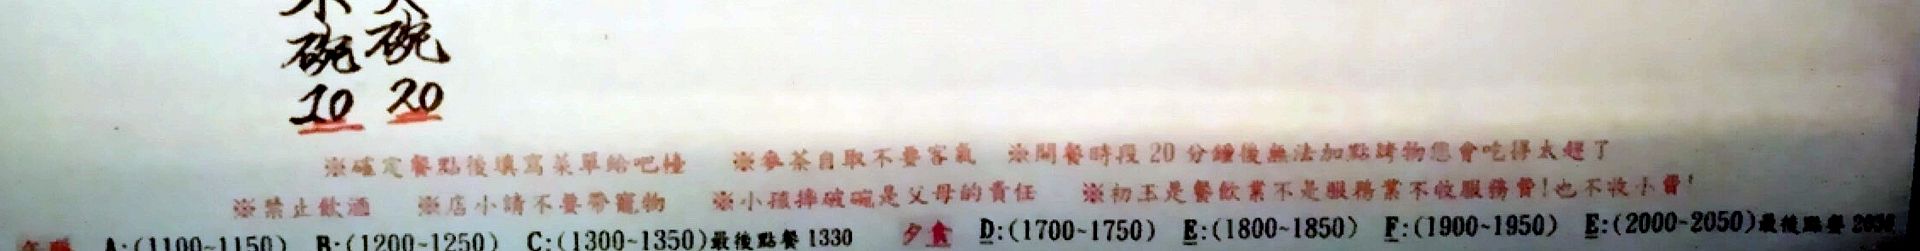 小碗 大碗
10 20
※確定餐點後填寫菜單給吧檯 ※麥茶自取不要客氣 ※開餐時段20分鐘後無法加點烤物您會吃得太趕了
※禁止飲酒 ※店小請不要帶寵物 ※小孩摔破碗是父母的責任 ※初玉是餐飲業不是服務業不收服務費!也不收小費!
A:(1100~1150) B:(1200~1250) C:(1300~1350)最後點餐1330 夕食 D:(1700~1750) E:(1800~1850) F:(1900~1950) E:(2000~2050)最後點餐